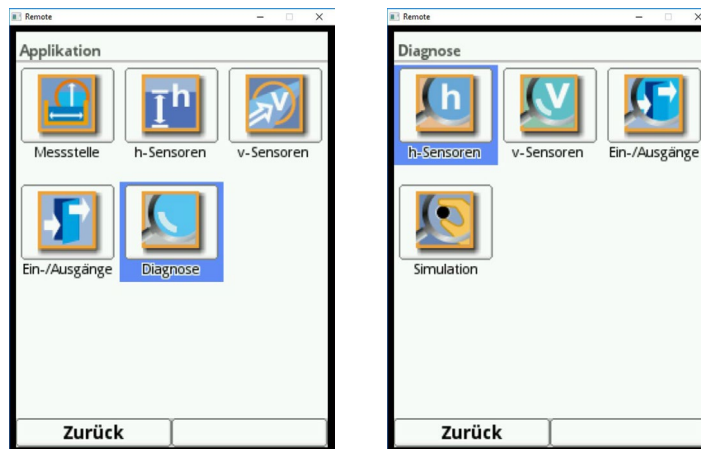 Remote
Applikation
h
V
Messstelle h-Sensoren v-Sensoren
Ein-/Ausgänge Diagnose
Zurück
Remote
Diagnose
h V
h-Sensoren v-Sensoren Ein-/Ausgänge
Simulation
Zurück